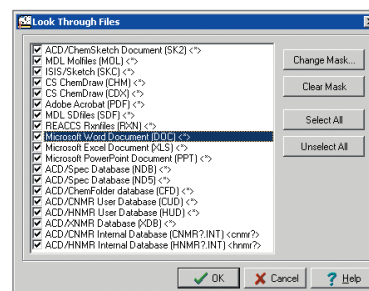 Look Through Files
ACD/ChemSketch Document (SK2) <*>
MDL Molfiles (MOL) <*>
ISIS/Sketch (SKC) <*>
CS ChemDraw (CHM) <*>
CS ChemDraw (CDX) <*>
Adobe Acrobat (PDF) <*>
MDL SDfiles (SDF) <*>
REACCS Rxnfiles (RXN) <*>
Microsoft Word Document (DOC) <*>
Microsoft Excel Document (XLS) <*>
Microsoft PowerPoint Document (PPT) <*>
ACD/Spec Database (NDB) <*>
ACD/Spec Database (ND5) <*>
ACD/ChemFolder database (CFD) <*>
ACD/CNMR User Database (CUD) <*>
ACD/HNMR User Database (HUD) <*>
ACD/XNMR Database (XDB) <*>
ACD/CNMR Internal Database (CNMR?.INT) <cnmr?>
ACD/HNMR Internal Database (HNMR?.INT) <hnmr?>
Change Mask...
Clear Mask
Select All
Unselect All
OK
Cancel
Help